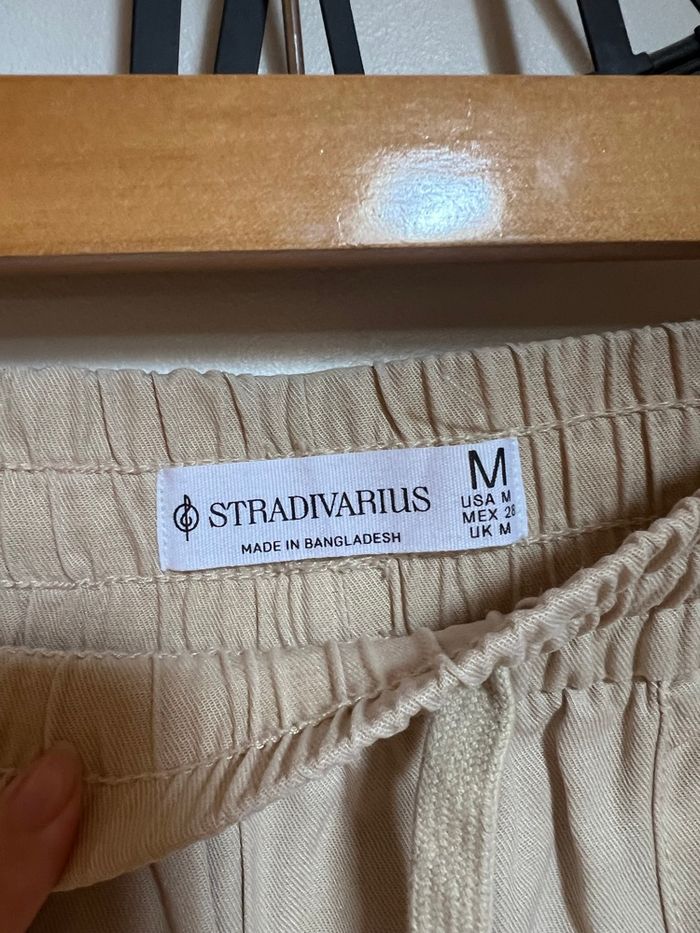 STRADIVARIUS
MADE IN BANGLADESH
M
USA M
MEX 28
UK M